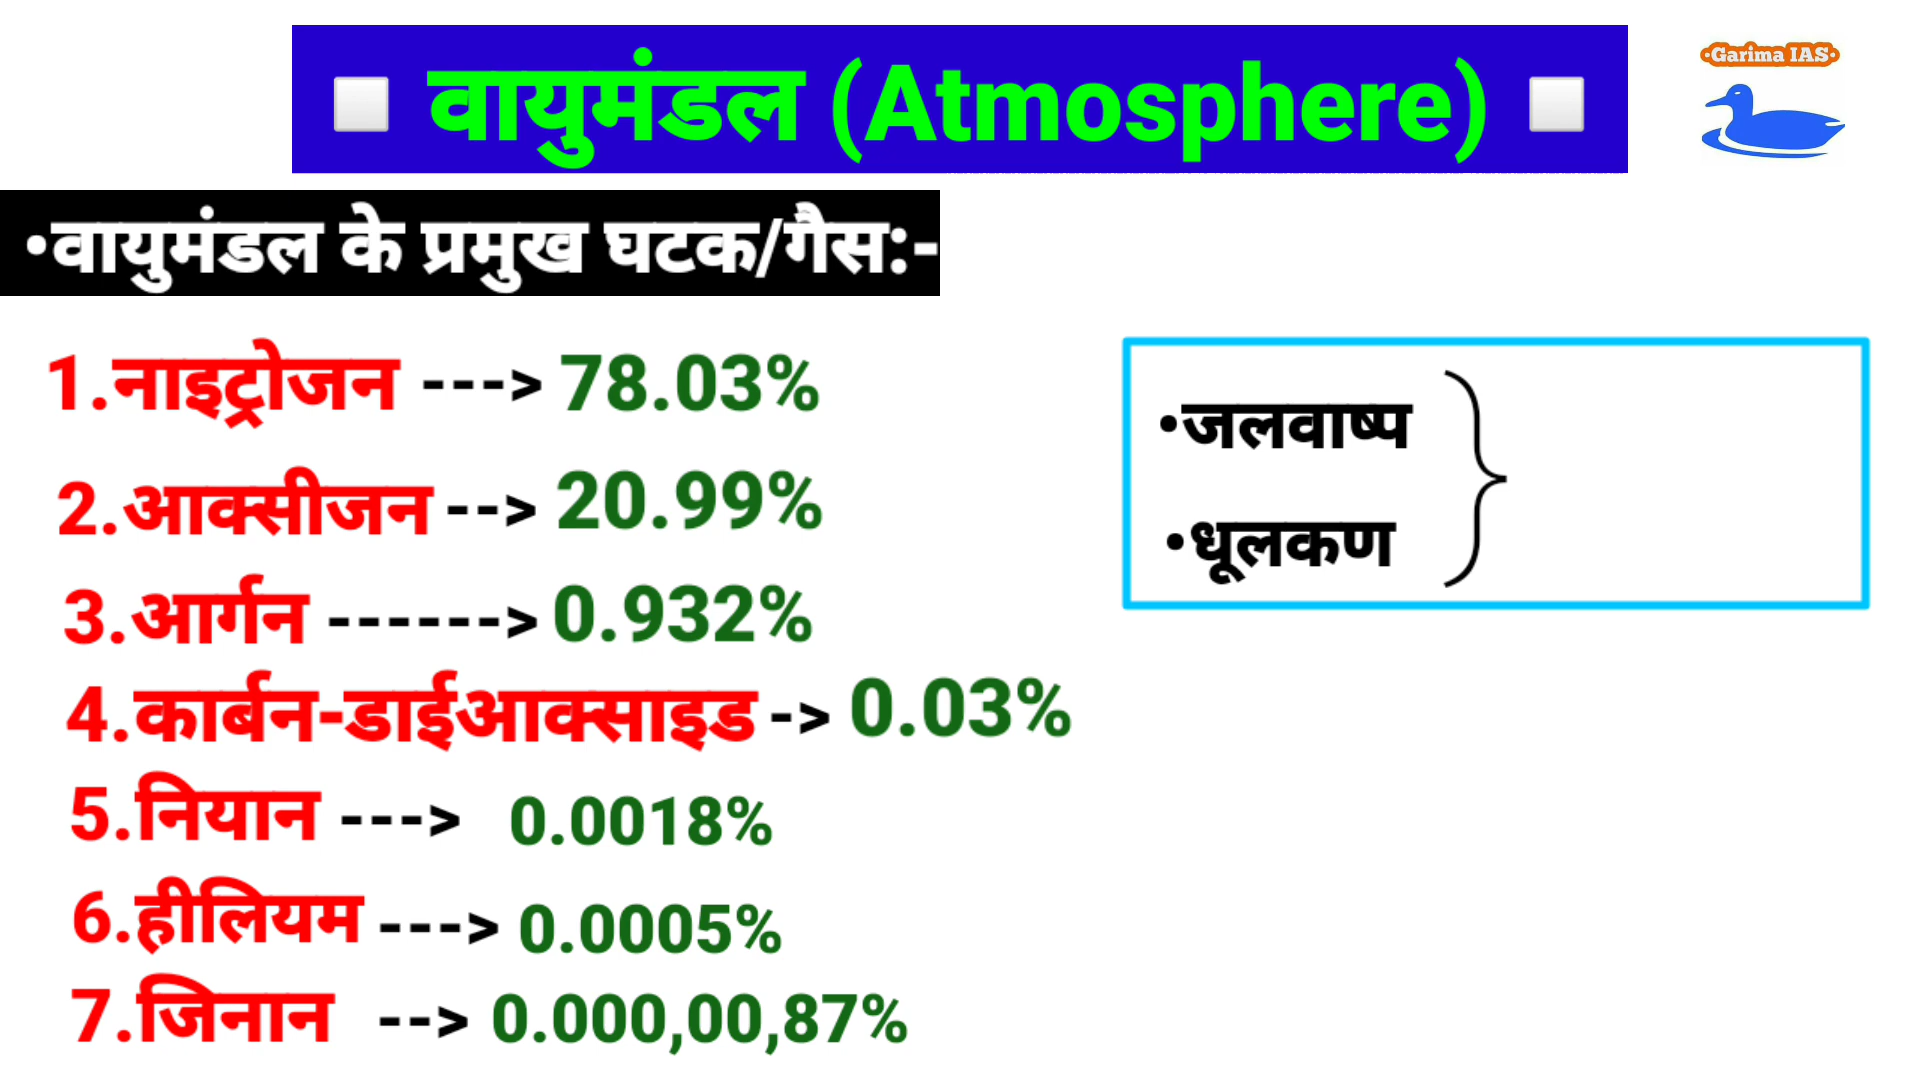 ◻️ वायुमंडल (Atmosphere) ◻️
•Garima IAS•
•वायुमंडल के प्रमुख घटक/गैस:-
1.नाइट्रोजन ---> 78.03%
2.आक्सीजन --> 20.99%
3.आर्गन ------> 0.932%
4.कार्बन-डाईआक्साइड -> 0.03%
5.नियान ---> 0.0018%
6.हीलियम ---> 0.0005%
7.जिनान --> 0.000,00,87%
•जलवाष्प
•धूलकण